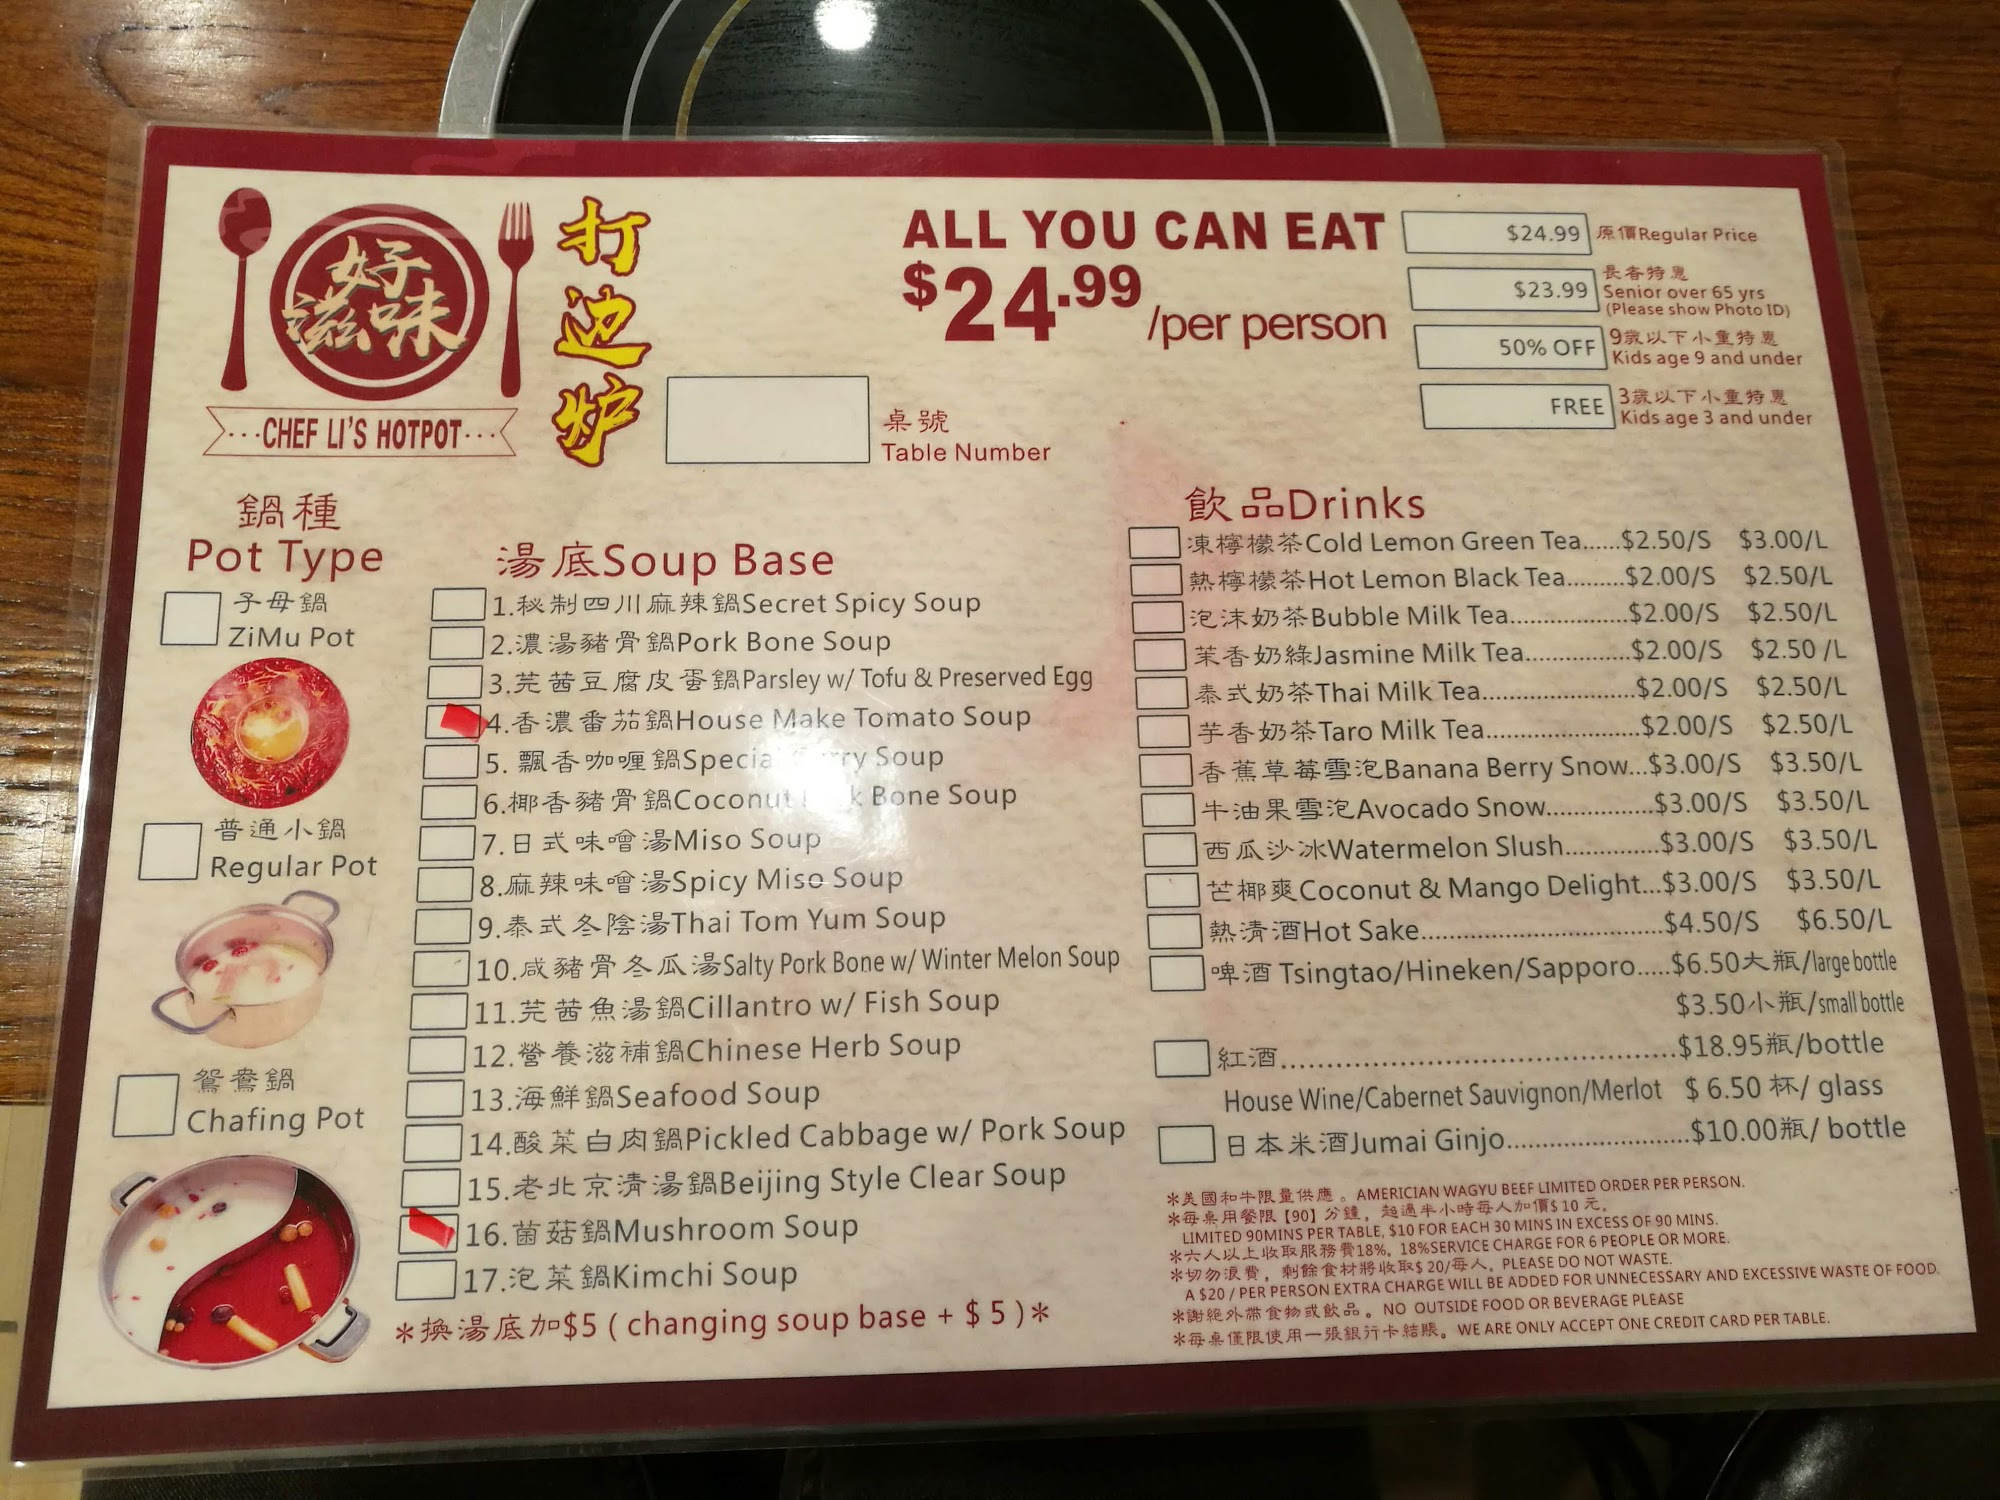 好
滋味
CHEF LI'S HOTPOT
打边炉
ALL YOU CAN EAT
$24.99 /per person
$24.99 原價Regular Price
$23.99 長者特惠
Senior over 65 yrs
(Please show Photo ID)
50% OFF 9歲以下小童特惠
Kids age 9 and under
FREE 3歲以下小童特惠
Kids age 3 and under
桌號
Table Number
鍋種
Pot Type
子母鍋
ZiMu Pot
普通小鍋
Regular Pot
鴛鴦鍋
Chafing Pot
湯底Soup Base
1.秘制四川麻辣鍋Secret Spicy Soup
2.濃湯豬骨鍋Pork Bone Soup
3.芫茜豆腐皮蛋鍋Parsley w/ Tofu & Preserved Egg
4.香濃番茄鍋House Make Tomato Soup
5.飄香咖喱鍋Special Curry Soup
6.椰香豬骨鍋Coconut Bone Soup
7.日式味噌湯Miso Soup
8.麻辣味噌湯Spicy Miso Soup
9.泰式冬陰湯Thai Tom Yum Soup
10.咸豬骨冬瓜湯Salty Pork Bone w/ Winter Melon Soup
11.芫茜魚湯鍋Cillantro w/ Fish Soup
12.營養滋補鍋Chinese Herb Soup
13.海鮮鍋Seafood Soup
14.酸菜白肉鍋Pickled Cabbage w/ Pork Soup
15.老北京清湯鍋Beijing Style Clear Soup
16.菌菇鍋Mushroom Soup
17.泡菜鍋Kimchi Soup
*換湯底加$5 ( changing soup base + $ 5 )*
飲品Drinks
凍檸檬茶Cold Lemon Green Tea......$2.50/S $3.00/L
熱檸檬茶Hot Lemon Black Tea.........$2.00/S $2.50/L
泡沫奶茶Bubble Milk Tea...................$2.00/S $2.50/L
茉香奶綠Jasmine Milk Tea.................$2.00/S $2.50 /L
泰式奶茶Thai Milk Tea.........................$2.00/S $2.50/L
芋香奶茶Taro Milk Tea.........................$2.00/S $2.50/L
香蕉草莓雪泡Banana Berry Snow...$3.00/S $3.50/L
牛油果雪泡Avocado Snow.................$3.00/S $3.50/L
西瓜沙冰Watermelon Slush...............$3.00/S $3.50/L
芒椰爽Coconut & Mango Delight...$3.00/S $3.50/L
熱清酒Hot Sake.......................................$4.50/S $6.50/L
啤酒 Tsingtao/Hineken/Sapporo.....$6.50大瓶/large bottle
$3.50小瓶/small bottle
紅酒..............................................$18.95瓶/bottle
House Wine/Cabernet Sauvignon/Merlot $ 6.50 杯/ glass
日本米酒Jumai Ginjo.............................$10.00瓶/ bottle
*美國和牛限量供應。AMERICIAN WAGYU BEEF LIMITED ORDER PER PERSON.
*每桌用餐限【90】分鐘，超過半小時每人加價$10元。
LIMITED 90MINS PER TABLE, $10 FOR EACH 30 MINS IN EXCESS OF 90 MINS.
*六人以上收取服務費18%。18%SERVICE CHARGE FOR 6 PEOPLE OR MORE.
*切勿浪費，剩餘食材將收取$20/每人。PLEASE DO NOT WASTE.
A $20 / PER PERSON EXTRA CHARGE WILL BE ADDED FOR UNNECESSARY AND EXCESSIVE WASTE OF FOOD.
*謝絕外帶食物或飲品。NO OUTSIDE FOOD OR BEVERAGE PLEASE
*每桌僅限使用一張銀行卡結賬。WE ARE ONLY ACCEPT ONE CREDIT CARD PER TABLE.